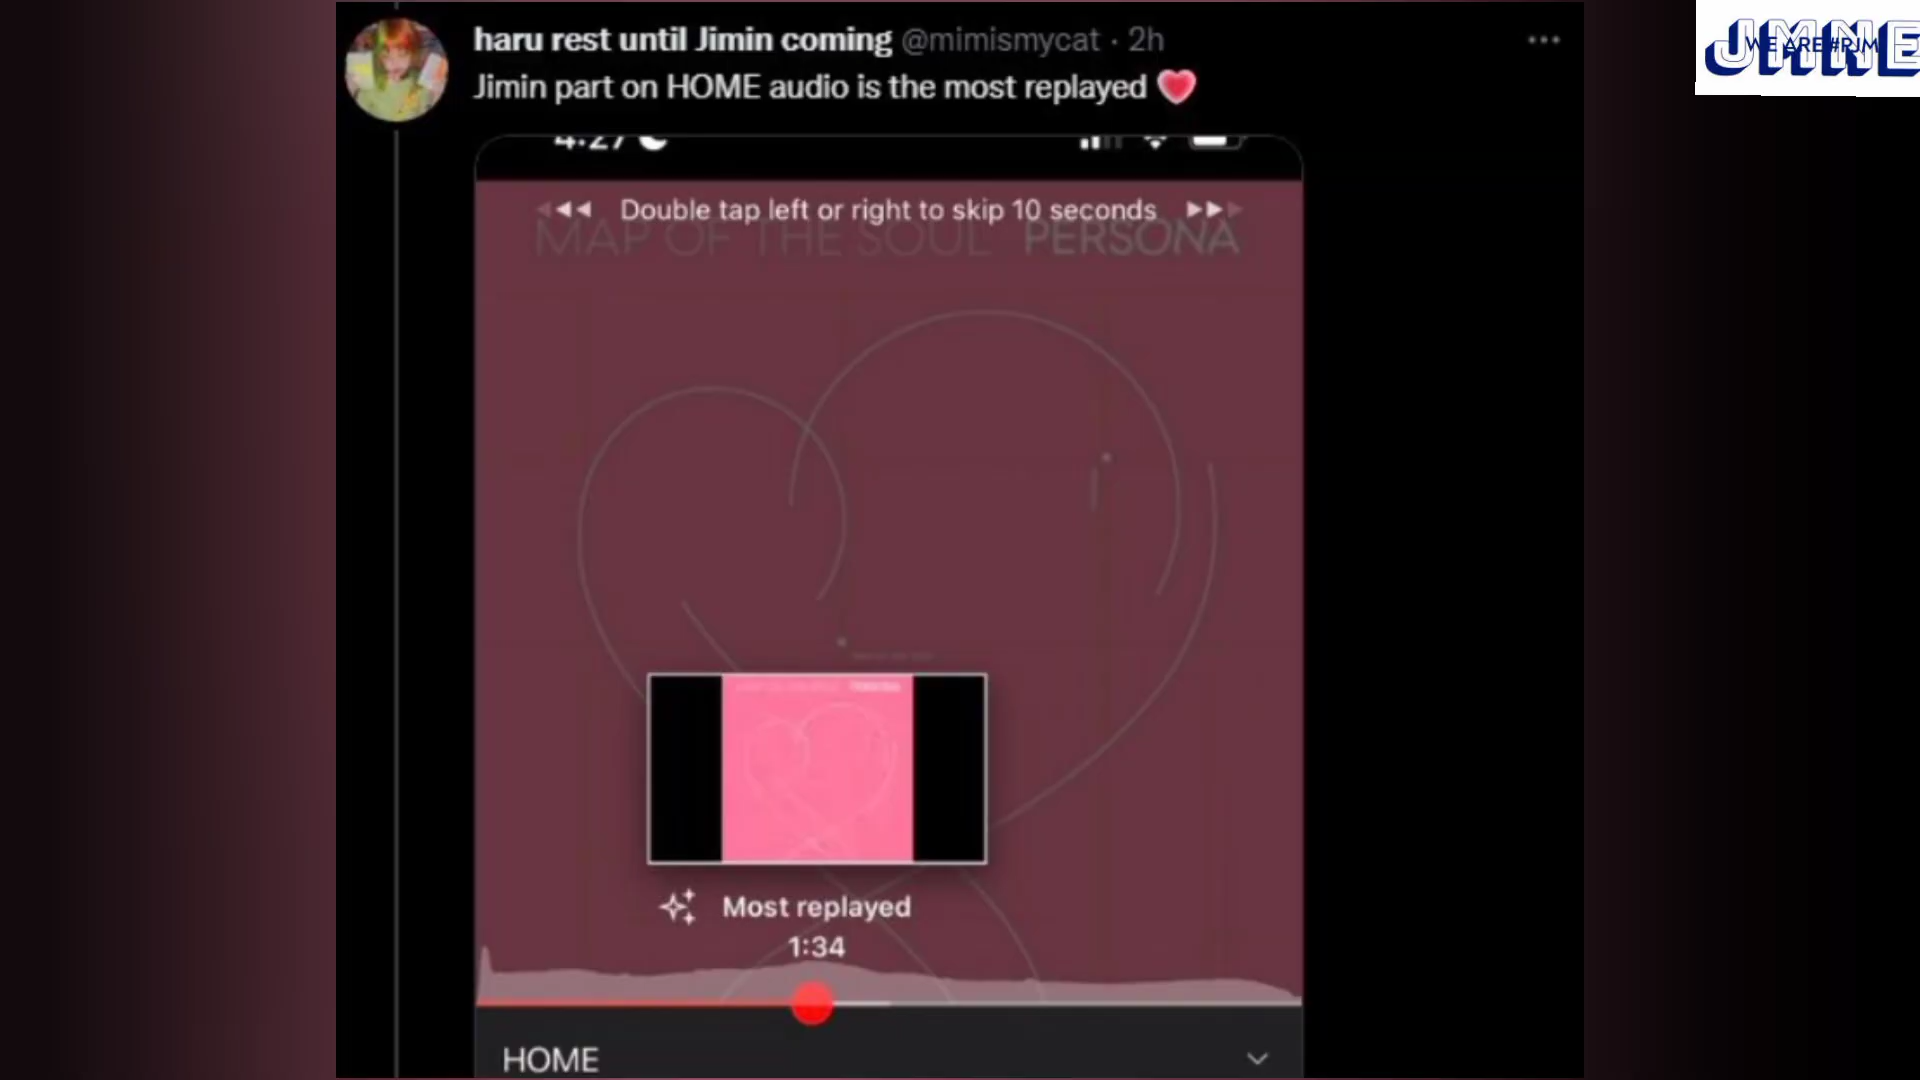 haru rest until Jimin coming @mimismycat · 2h
Jimin part on HOME audio is the most replayed
JMNE
WE ARE #PJM
4:27
Double tap left or right to skip 10 seconds
MAP OF THE SOUL PERSONA
Most replayed
1:34
HOME